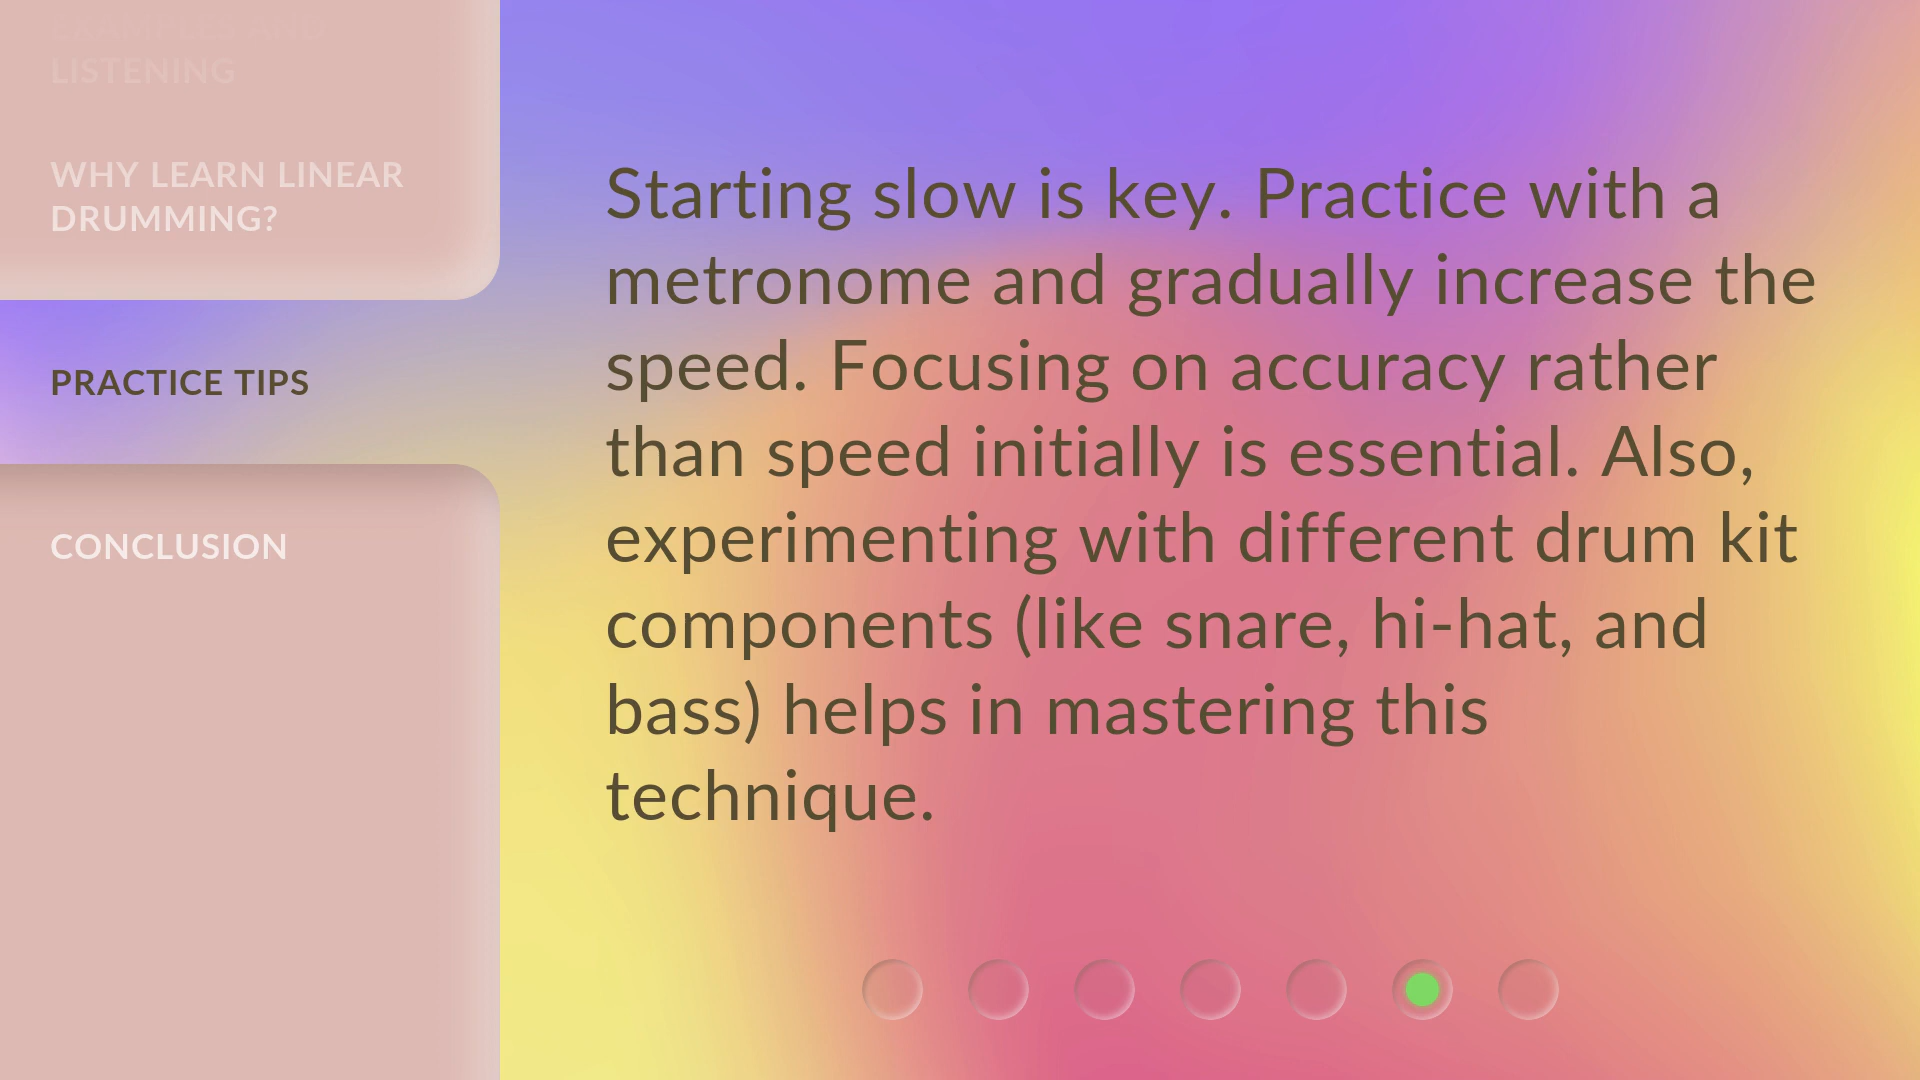 EXAMPLES AND
LISTENING
WHY LEARN LINEAR
DRUMMING?
PRACTICE TIPS
CONCLUSION
Starting slow is key. Practice with a
metronome and gradually increase the
speed. Focusing on accuracy rather
than speed initially is essential. Also,
experimenting with different drum kit
components (like snare, hi-hat, and
bass) helps in mastering this
technique.